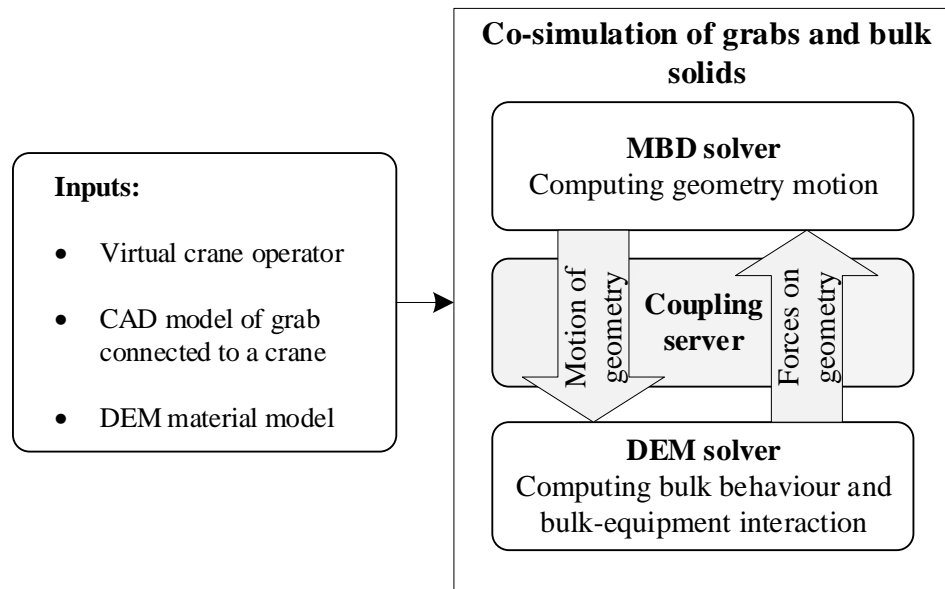 Inputs:
• Virtual crane operator
• CAD model of grab
connected to a crane
• DEM material model
Co-simulation of grabs and bulk
solids
MBD solver
Computing geometry motion
Motion of
geometry
Coupling
server
Forces on
geometry
DEM solver
Computing bulk behaviour and
bulk-equipment interaction